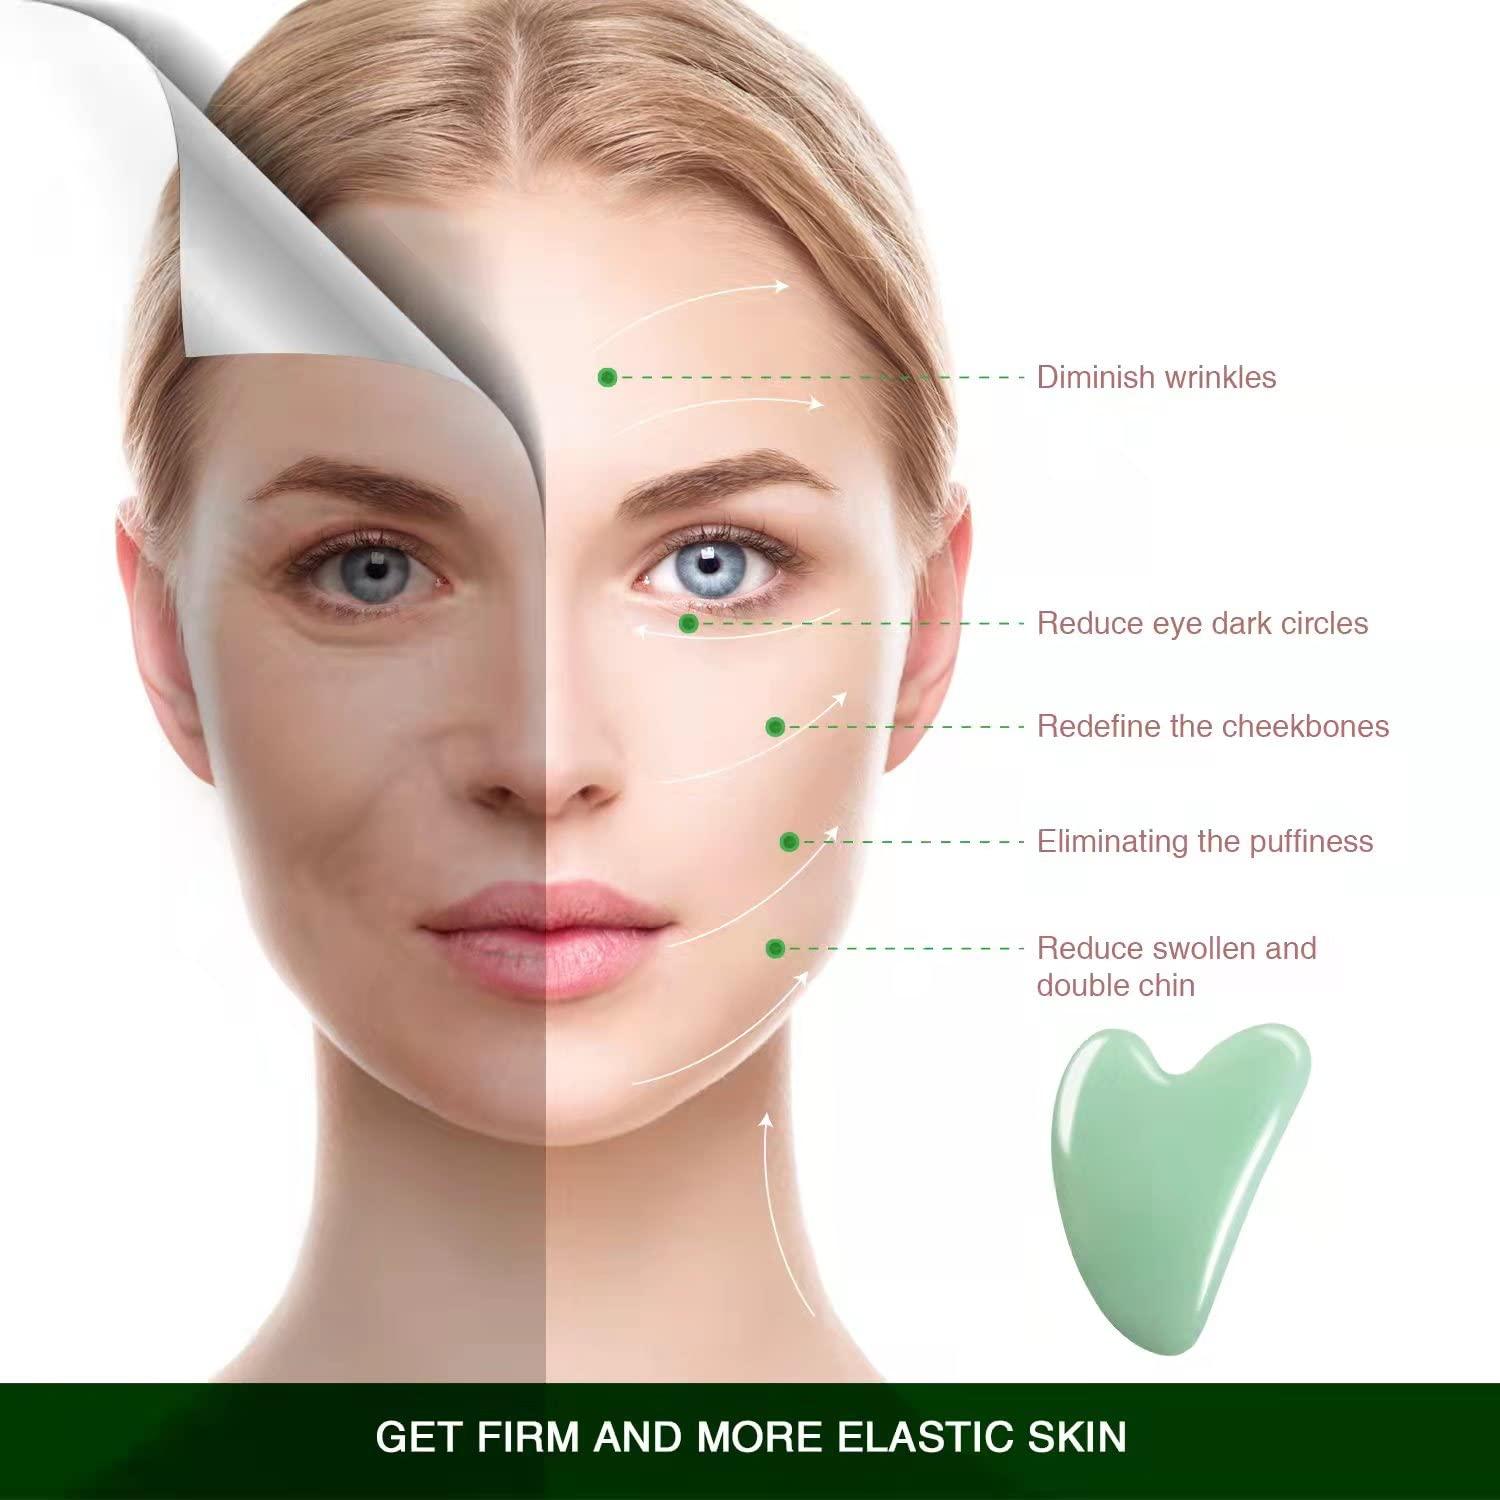 Diminish wrinkles
Reduce eye dark circles
Redefine the cheekbones
Eliminating the puffiness
Reduce swollen and
double chin
GET FIRM AND MORE ELASTIC SKIN